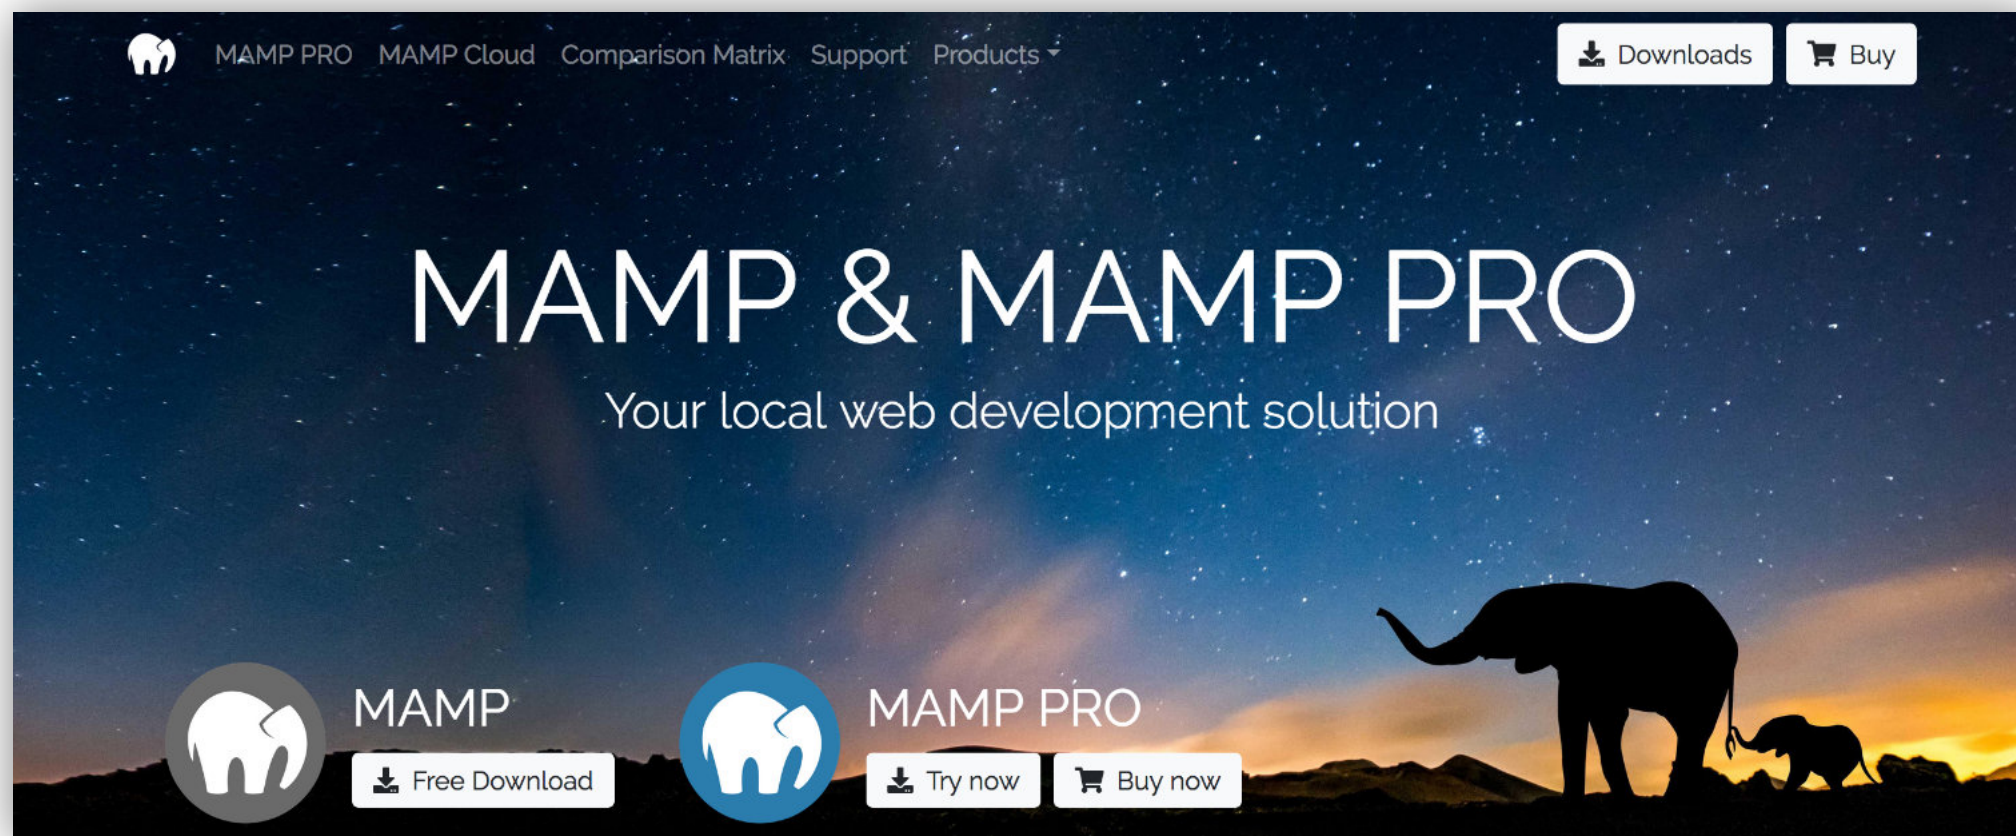 MAMP PRO MAMP Cloud Comparison Matrix Support Products Downloads Buy
MAMP & MAMP PRO
Your local web development solution
MAMP
Free Download
MAMP PRO
Try now Buy now